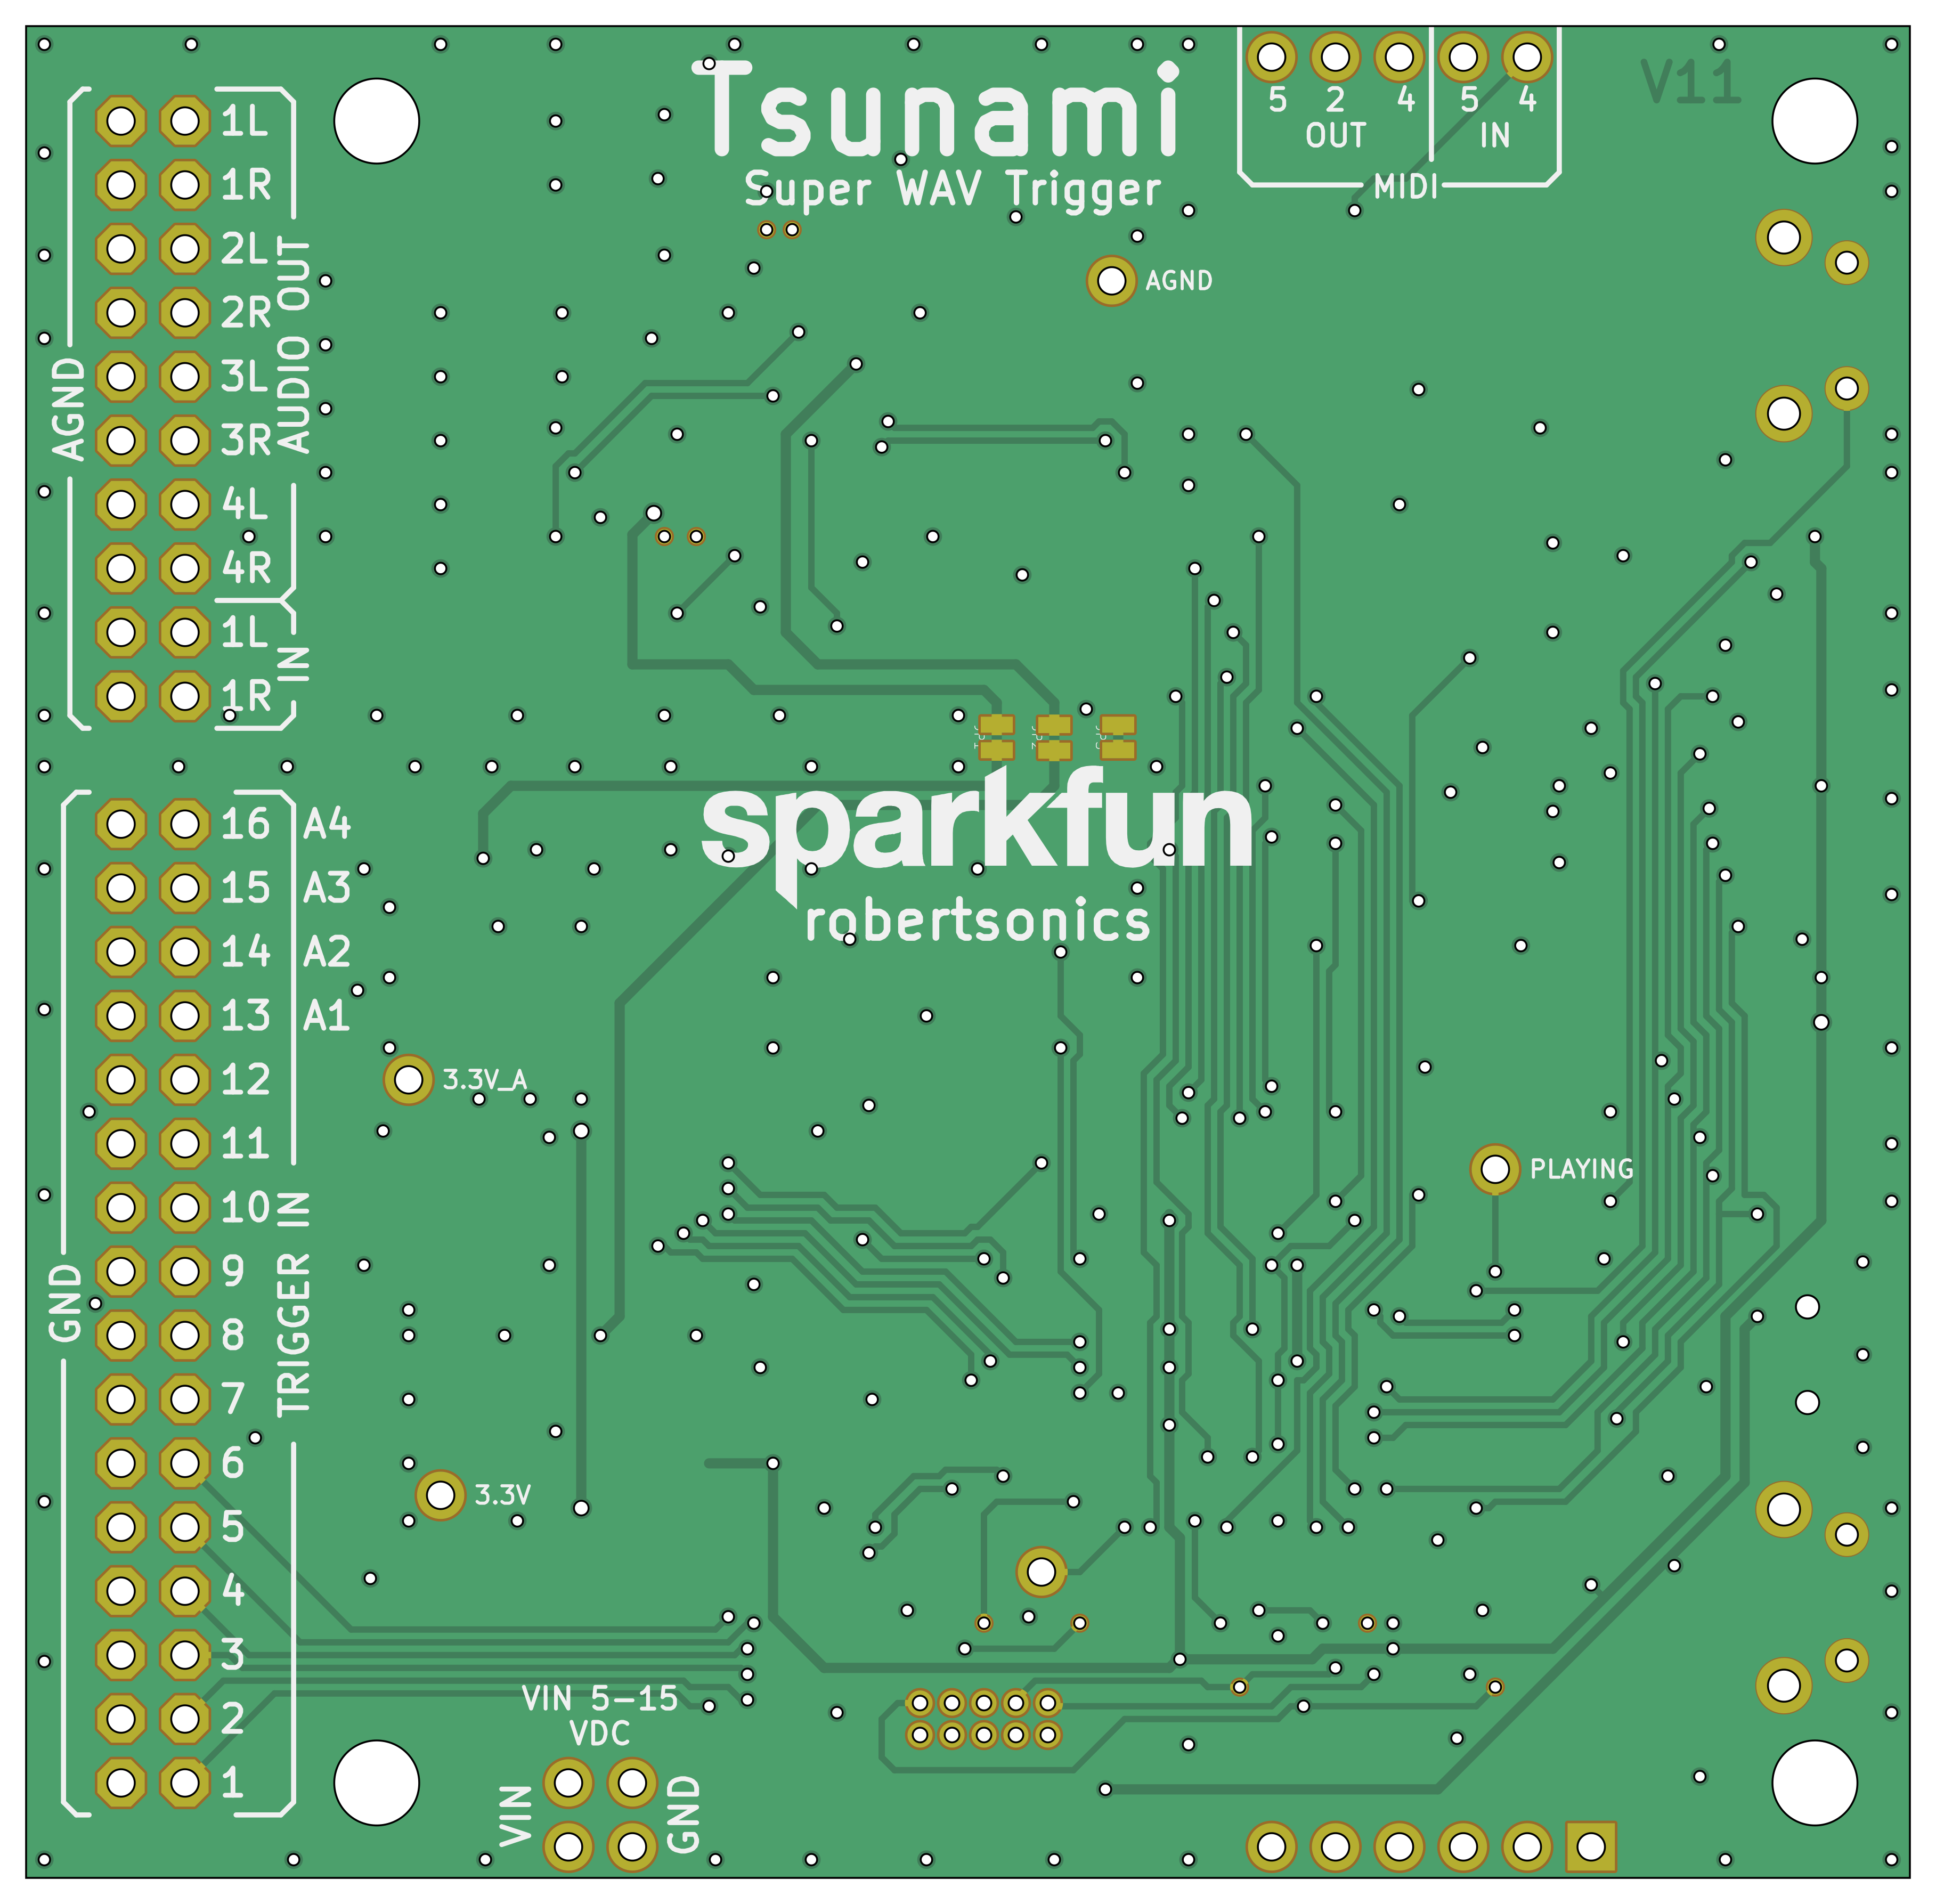 Tsunami
Super WAV Trigger
V11
5 2 4 5 4
OUT IN
MIDI
AGND
1L
1R
2L
2R
3L
3R
4L
4R
1L
1R
AUDIO OUT
IN
AGND
sparkfun
robertsonics
16 A4
15 A3
14 A2
13 A1
12
11
10
9
8
7
6
5
4
3
2
1
TRIGGER IN
GND
3.3V_A
3.3V
PLAYING
VIN 5-15
VDC
VIN
GND